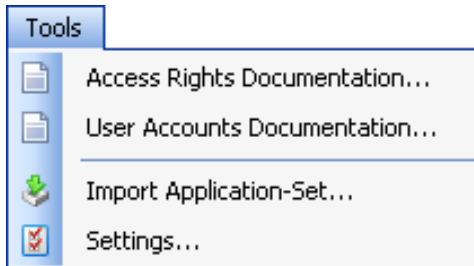 Tools
Access Rights Documentation...
User Accounts Documentation...
Import Application-Set...
Settings...